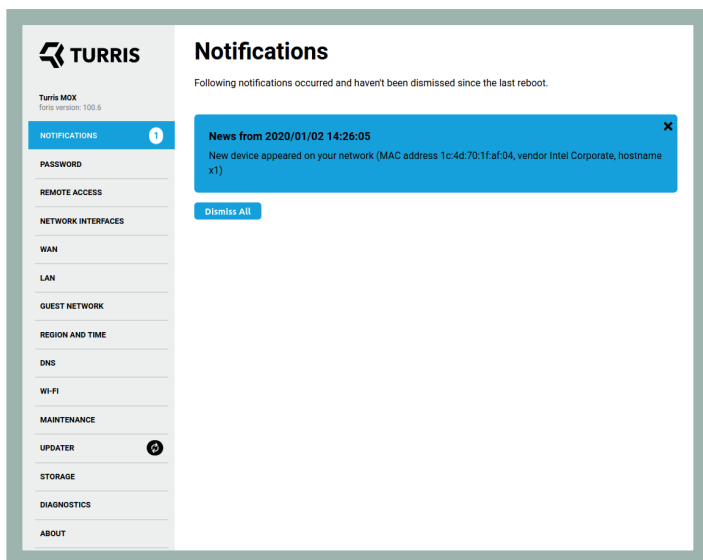 TURRIS
Turris MOX
foris version: 100.6
NOTIFICATIONS 1
PASSWORD
REMOTE ACCESS
NETWORK INTERFACES
WAN
LAN
GUEST NETWORK
REGION AND TIME
DNS
WI-FI
MAINTENANCE
UPDATER
STORAGE
DIAGNOSTICS
ABOUT
Notifications
Following notifications occurred and haven't been dismissed since the last reboot.
News from 2020/01/02 14:26:05
New device appeared on your network (MAC address 1c:4d:70:1f:af:04, vendor Intel Corporate, hostname
x1)
Dismiss All